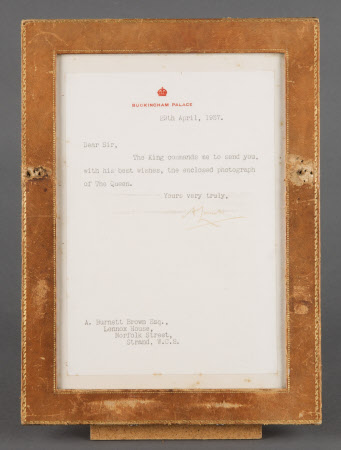 BUCKINGHAM PALACE
29th April, 1937.
Dear Sir,
The King commands me to send you,
with his best wishes, the enclosed photograph
of The Queen.
Yours very truly,
A. Burnett Brown Esq.,
Lennox House,
Norfolk Street,
Strand, W.C.2.